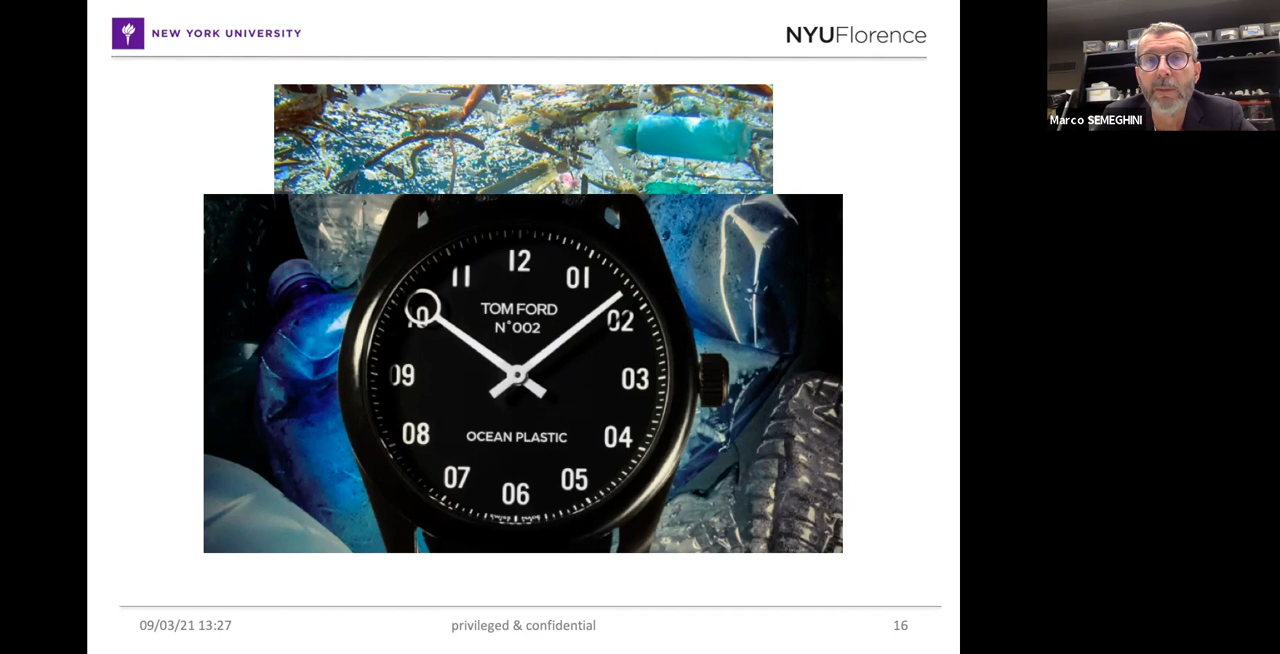 NEW YORK UNIVERSITY
NYUFlorence
Marco SEMEGHINI
12
11
01
TOM FORD
N°002
10
02
09
03
08
OCEAN PLASTIC
04
07
05
06
09/03/21 13:27
privileged & confidential
16